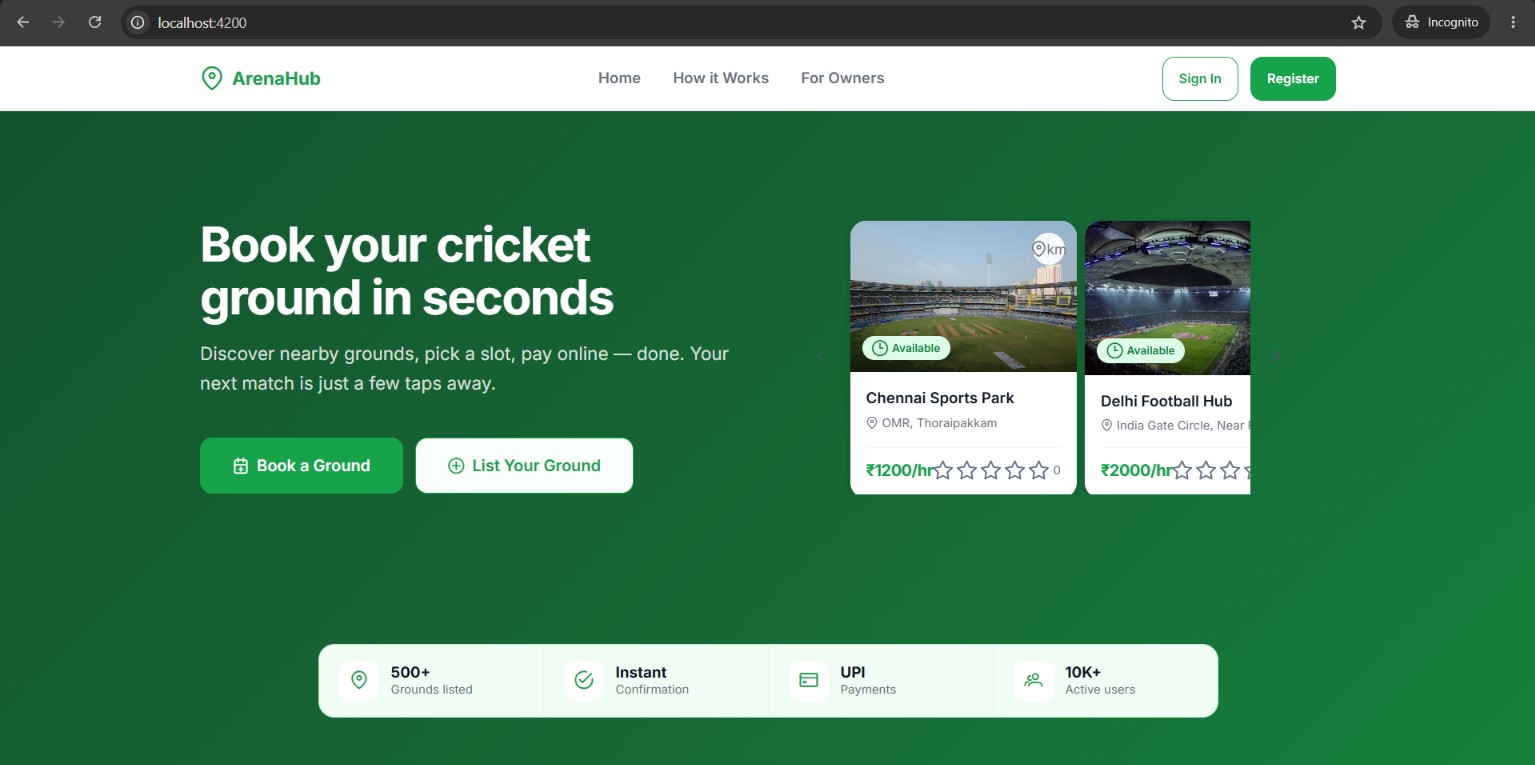 localhost:4200
Incognito
ArenaHub
Home
How it Works
For Owners
Sign In
Register
Book your cricket
ground in seconds
Discover nearby grounds, pick a slot, pay online — done. Your
next match is just a few taps away.
Book a Ground
List Your Ground
km
Available
Chennai Sports Park
OMR, Thoraipakkam
₹1200/hr
0
Available
Delhi Football Hub
India Gate Circle, Near
₹2000/hr
500+
Grounds listed
Instant
Confirmation
UPI
Payments
10K+
Active users